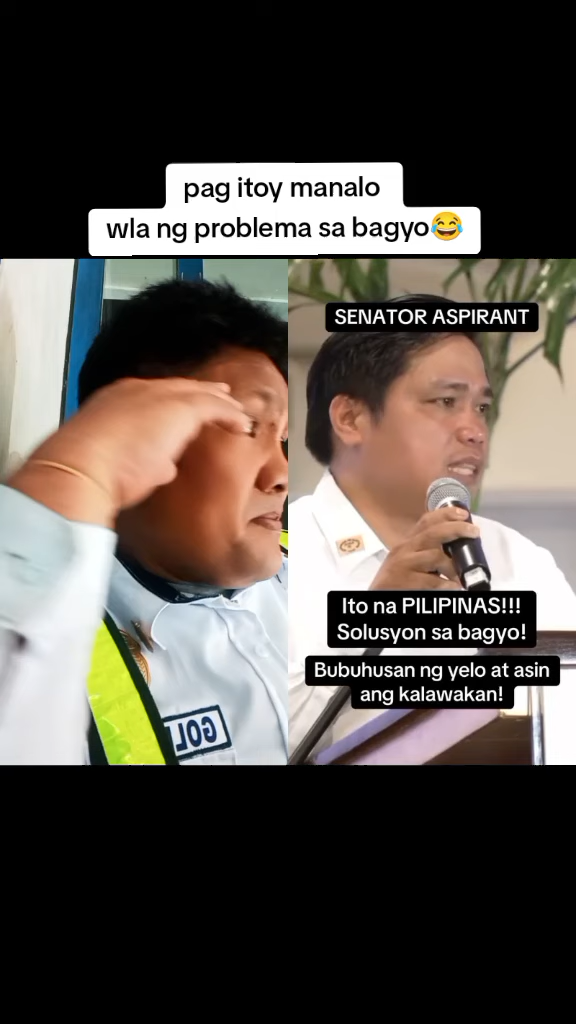 pag itoy manalo
wla ng problema sa bagyo😂
SENATOR ASPIRANT
Ito na PILIPINAS!!!
Solusyon sa bagyo!
Bubuhusan ng yelo at asin
ang kalawakan!